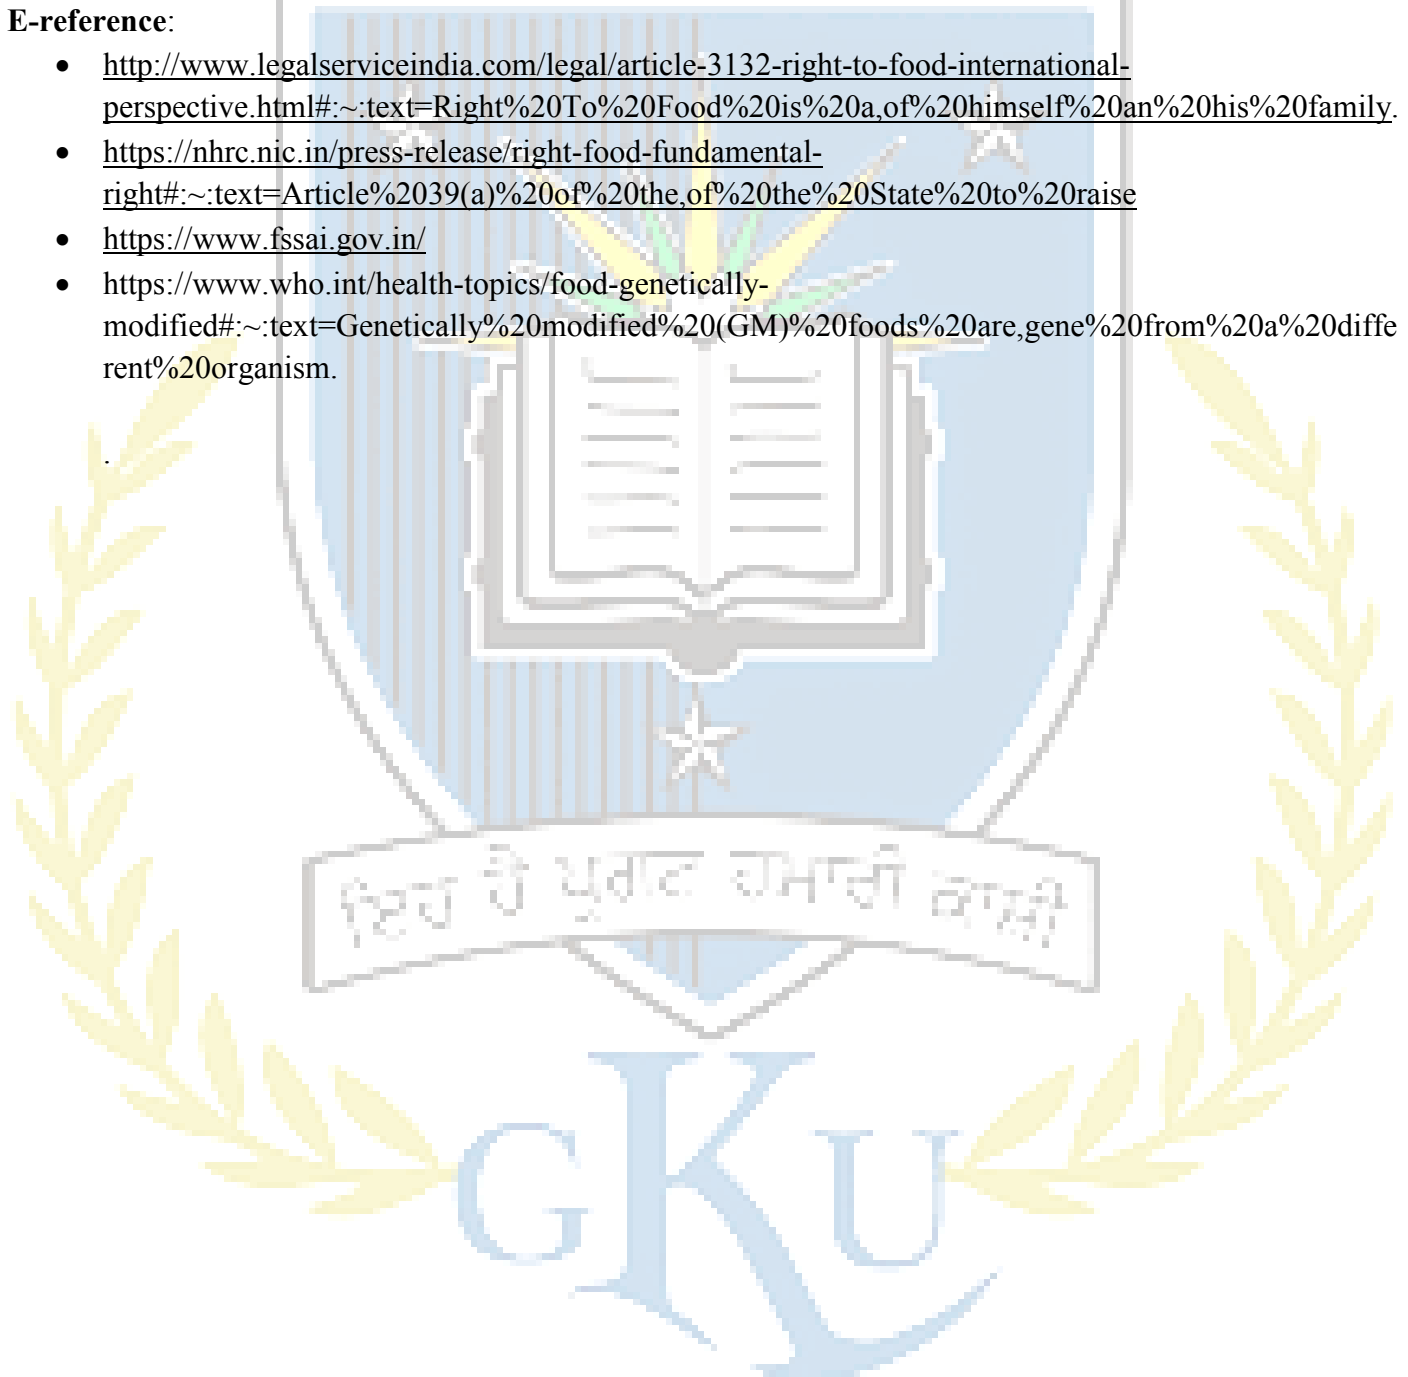 E-reference:
• http://www.legalserviceindia.com/legal/article-3132-right-to-food-international-
perspective.html#:~:text=Right%20To%20Food%20is%20a,of%20himself%20an%20his%20family.
• https://nhrc.nic.in/press-release/right-food-fundamental-
right#:~:text=Article%2039(a)%20of%20the,of%20the%20State%20to%20raise
• https://www.fssai.gov.in/
• https://www.who.int/health-topics/food-genetically-
modified#:~:text=Genetically%20modified%20(GM)%20foods%20are,gene%20from%20a%20diffe
rent%20organism.
.
ਇਹ ਹੈ ਪ੍ਰਗਟ ਹਮਾਰੀ ਕਾਸ਼ੀ
GKU